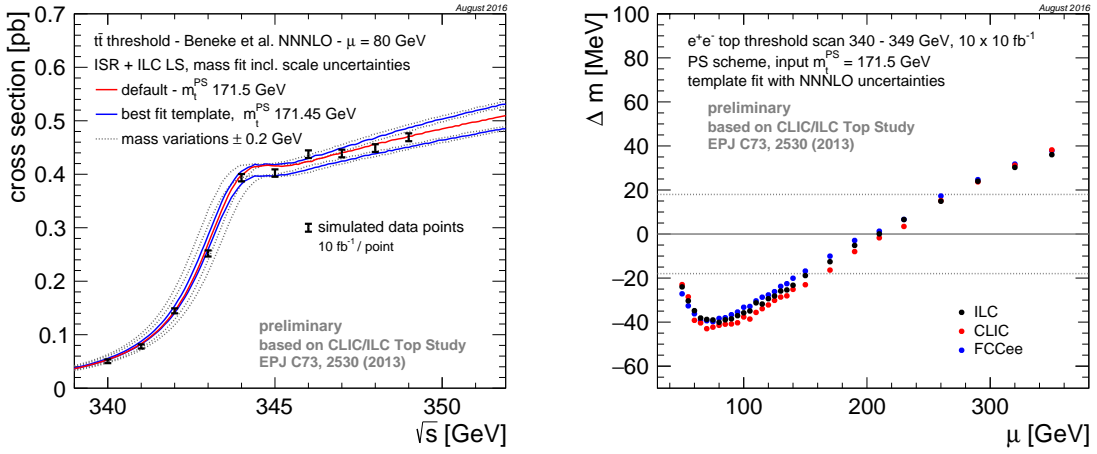 August 2016
cross section [pb]
0.7
0.6
0.5
0.4
0.3
0.2
0.1
0
tt̄ threshold - Beneke et al. NNNLO - μ = 80 GeV
ISR + ILC LS, mass fit incl. scale uncertainties
default - m_t^PS 171.5 GeV
best fit template, m_t^PS 171.45 GeV
mass variations ± 0.2 GeV
simulated data points
10 fb⁻¹ / point
preliminary
based on CLIC/ILC Top Study
EPJ C73, 2530 (2013)
340 345 350
√s [GeV]
August 2016
Δ m [MeV]
100
80
60
40
20
0
−20
−40
−60
e⁺e⁻ top threshold scan 340 - 349 GeV, 10 x 10 fb⁻¹
PS scheme, input m_t^PS = 171.5 GeV
template fit with NNNLO uncertainties
preliminary
based on CLIC/ILC Top Study
EPJ C73, 2530 (2013)
ILC
CLIC
FCCee
100 200 300
μ [GeV]